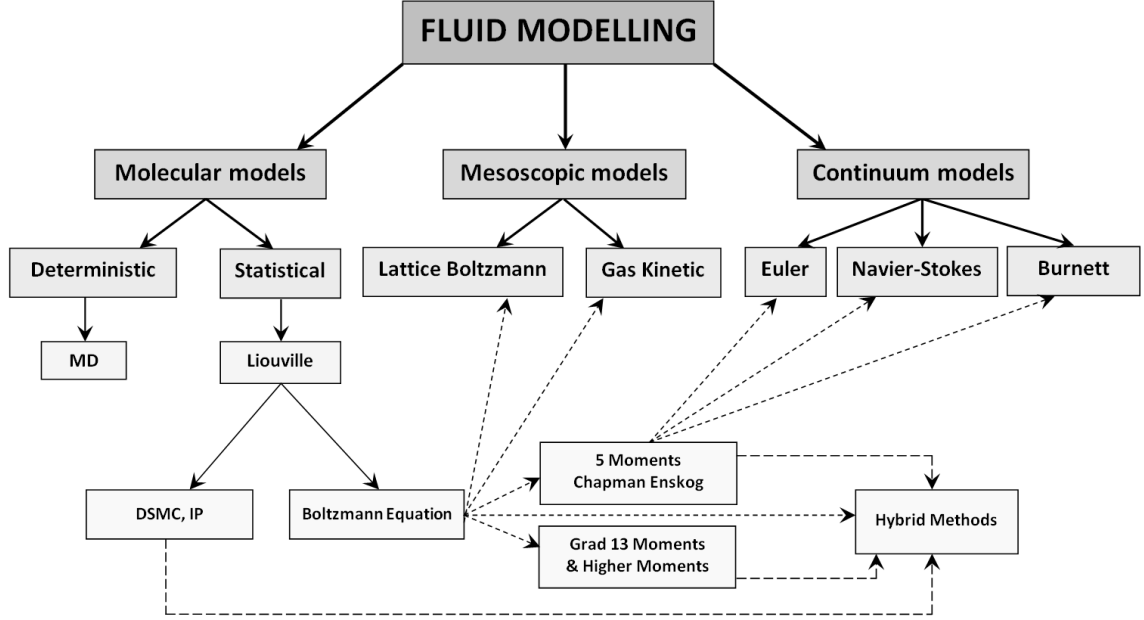 FLUID MODELLING
Molecular models
Mesoscopic models
Continuum models
Deterministic
Statistical
Lattice Boltzmann
Gas Kinetic
Euler
Navier-Stokes
Burnett
MD
Liouville
5 Moments
Chapman Enskog
DSMC, IP
Boltzmann Equation
Hybrid Methods
Grad 13 Moments
& Higher Moments